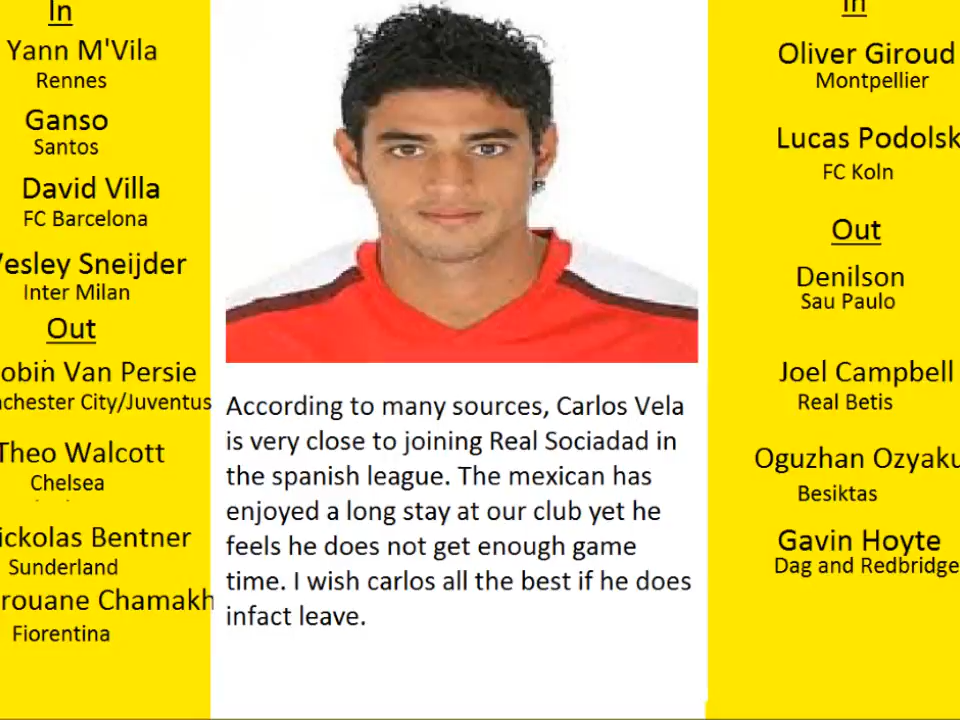 In
Yann M'Vila
Rennes
Ganso
Santos
David Villa
FC Barcelona
esley Sneijder
Inter Milan
Out
obin Van Persie
chester City/Juventus
Theo Walcott
Chelsea
ickolas Bentner
Sunderland
rouane Chamakh
Fiorentina
According to many sources, Carlos Vela
is very close to joining Real Sociadad in
the spanish league. The mexican has
enjoyed a long stay at our club yet he
feels he does not get enough game
time. I wish carlos all the best if he does
infact leave.
In
Oliver Giroud
Montpellier
Lucas Podolsk
FC Koln
Out
Denilson
Sau Paulo
Joel Campbell
Real Betis
Oguzhan Ozyaku
Besiktas
Gavin Hoyte
Dag and Redbridge